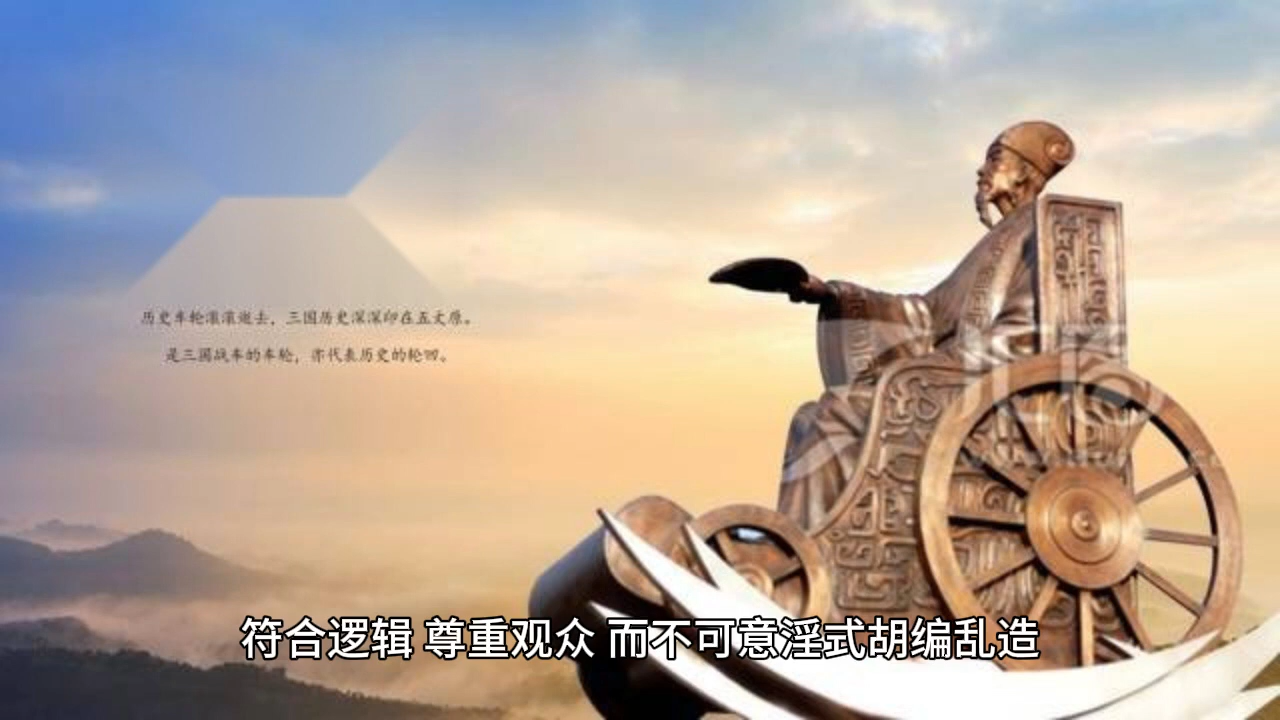 历史车轮滚滚逝去，三国历史深深印在五丈原。
是三国战车的车轮，亦代表历史的轮回。
符合逻辑 尊重观众 而不可意淫式胡编乱造